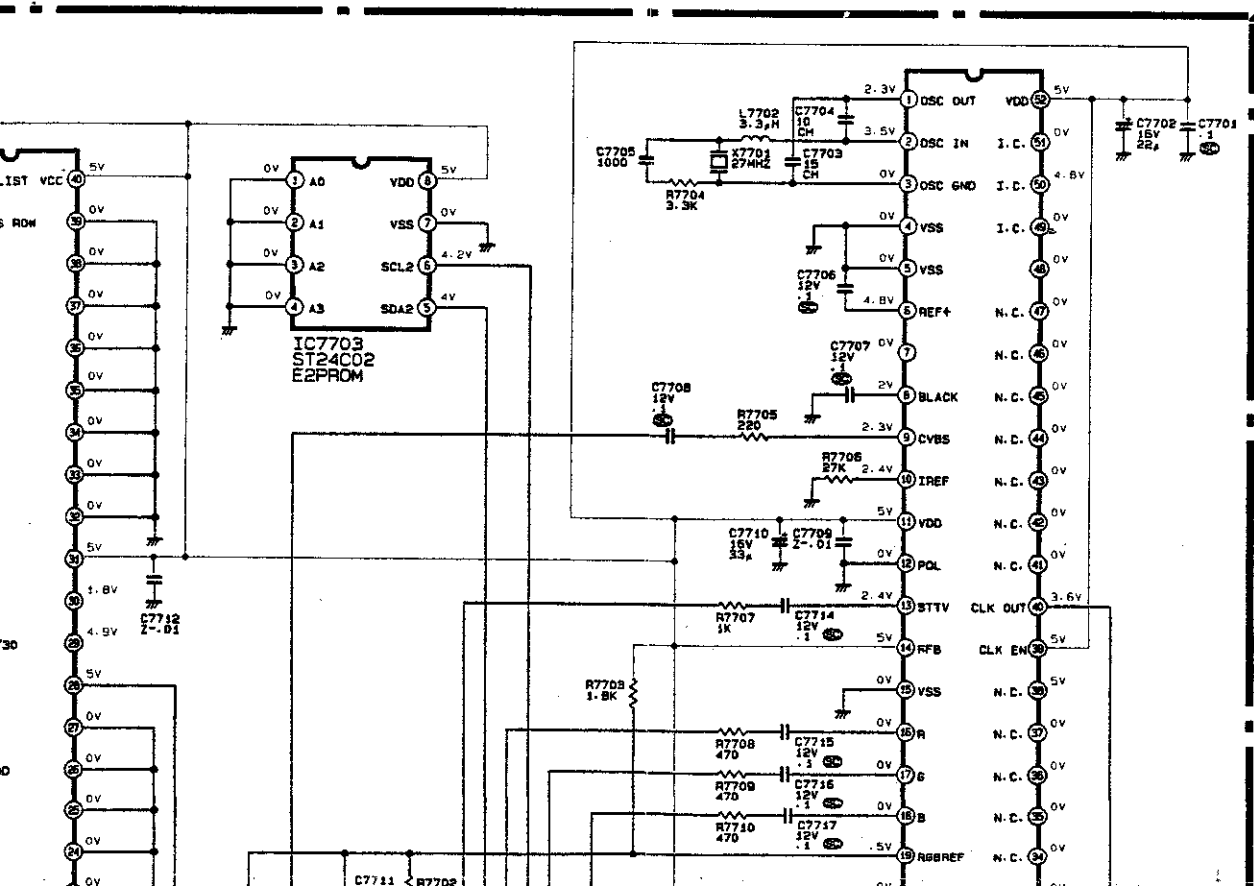 LIST VCC 40 5V
S ROW 39 0V
38 0V
37 0V
36 0V
35 0V
34 0V
33 0V
32 0V
31 5V
C7712
Z-.01
30 1.8V
29 4.9V
28 5V
27 0V
26 0V
25 0V
24 0V
0V
0V 1 A0
0V 2 A1
0V 3 A2
0V 4 A3
VDD 8 5V
VSS 7 0V
SCL2 6 4.2V
SDA2 5 4V
IC7703
ST24C02
E2PROM
C7705
1000
L7702
3.3µH
X7701
27MHZ
R7704
3.3K
C7704
10
CH
C7703
15
CH
C7706
12V
.1
C7707
12V
.1
C7708
12V
.1
R7705
220
R7706
27K
C7710
16V
33µ
C7709
Z-.01
R7707
1K
C7714
12V
.1
R7703
1.8K
R7708
470
C7715
12V
.1
R7709
470
C7716
12V
.1
R7710
470
C7717
12V
.1
C7711
R7702
2.3V 1 OSC OUT
3.5V 2 OSC IN
0V 3 OSC GND
0V 4 VSS
0V 5 VSS
4.8V 6 REF+
0V 7
2V 8 BLACK
2.3V 9 CVBS
2.4V 10 IREF
5V 11 VDD
0V 12 POL
2.4V 13 STTV
5V 14 RFB
0V 15 VSS
0V 16 R
0V 17 G
0V 18 B
.5V 19 RGBREF
0V
VDD 52 5V
I.C. 51 0V
I.C. 50 4.8V
I.C. 49 0V
48
N.C. 47 0V
N.C. 46 0V
N.C. 45 0V
N.C. 44 0V
N.C. 43 0V
N.C. 42 0V
N.C. 41 0V
CLK OUT 40 3.6V
CLK EN 39 5V
N.C. 38 5V
N.C. 37 0V
N.C. 36 0V
N.C. 35 0V
N.C. 34 0V
0V
C7702
16V
22µ
C7701
.1